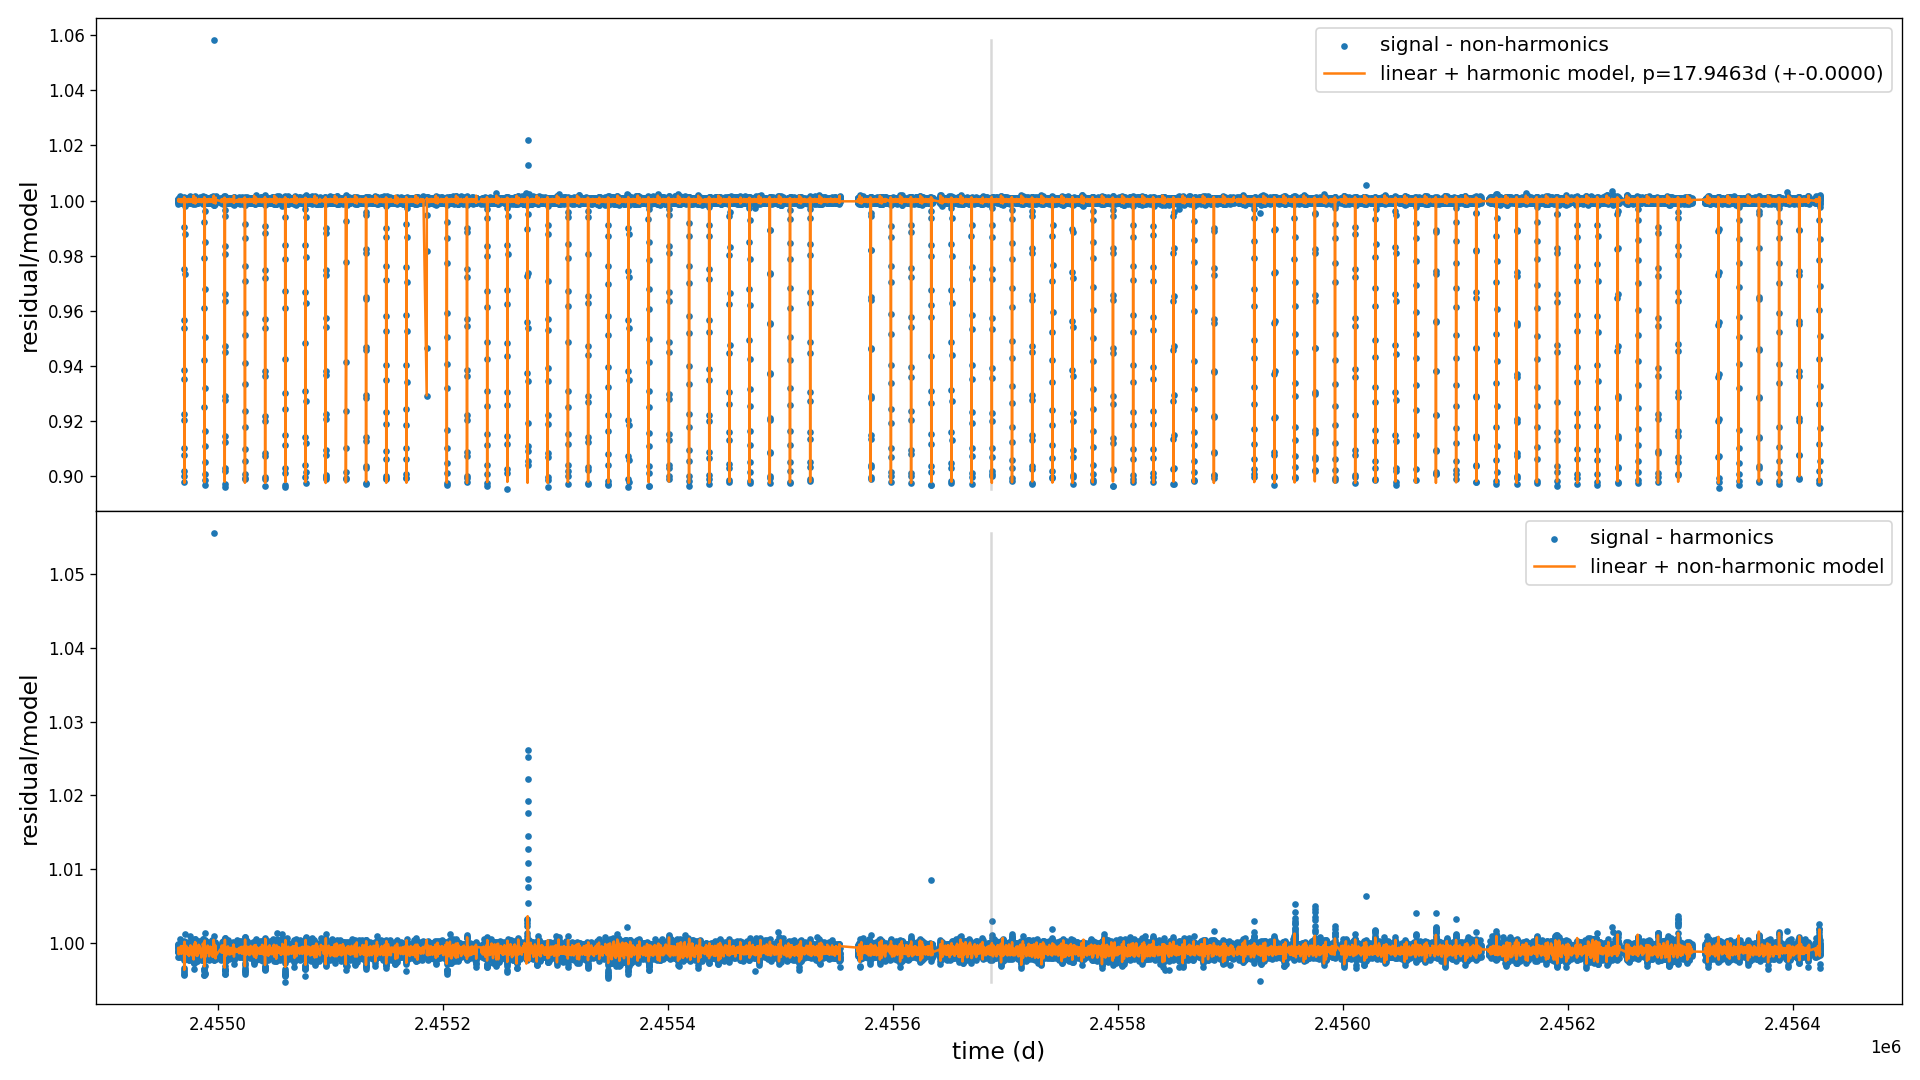 1.06
1.04
1.02
1.00
0.98
0.96
0.94
0.92
0.90
residual/model
signal - non-harmonics
linear + harmonic model, p=17.9463d (+-0.0000)
1.05
1.04
1.03
1.02
1.01
1.00
residual/model
signal - harmonics
linear + non-harmonic model
2.4550
2.4552
2.4554
2.4556
2.4558
2.4560
2.4562
2.4564
1e6
time (d)